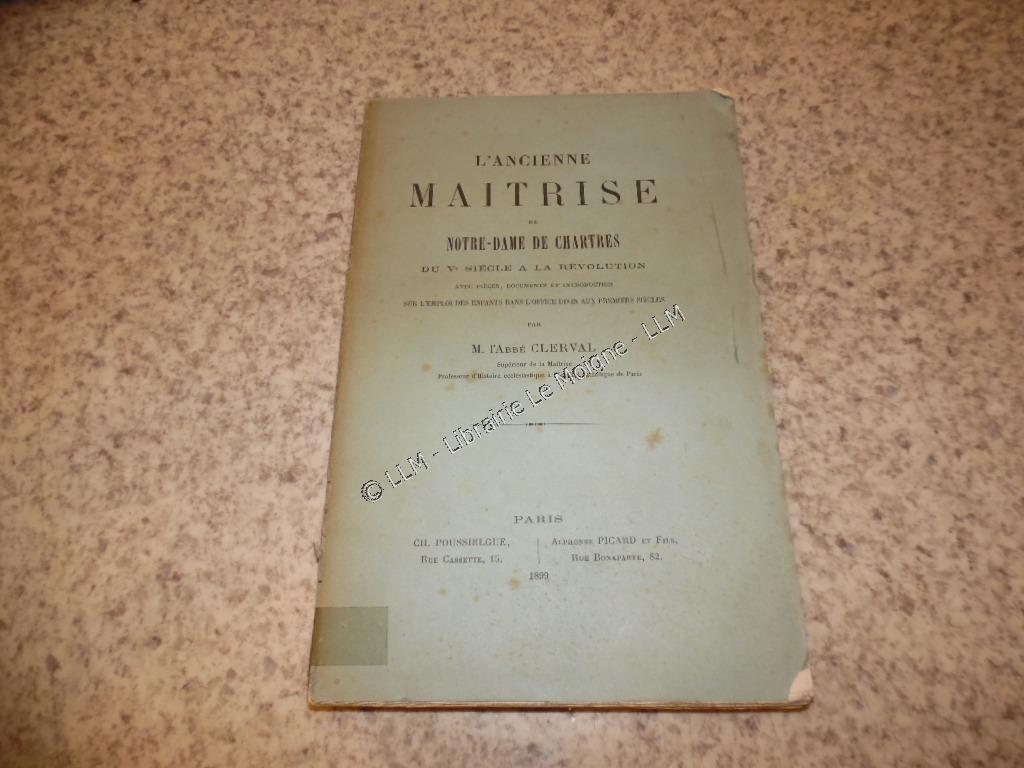 L'ANCIENNE
MAITRISE
DE
NOTRE-DAME DE CHARTRES
DU Vᵉ SIÈCLE A LA RÉVOLUTION
AVEC PIÈCES, DOCUMENTS ET INTRODUCTION
SUR L'EMPLOI DES ENFANTS DANS L'OFFICE DIVIN AUX PREMIERS SIÈCLES
PAR
M. l'Abbé CLERVAL
Supérieur de la Maîtrise
Professeur d'Histoire ecclésiastique à de Paris
© LLM - Librairie Le Moigne - LLM
PARIS
CH. POUSSIELGUE,
RUE CASSETTE, 15.
ALPHONSE PICARD ET FILS,
RUE BONAPARTE, 82.
1899